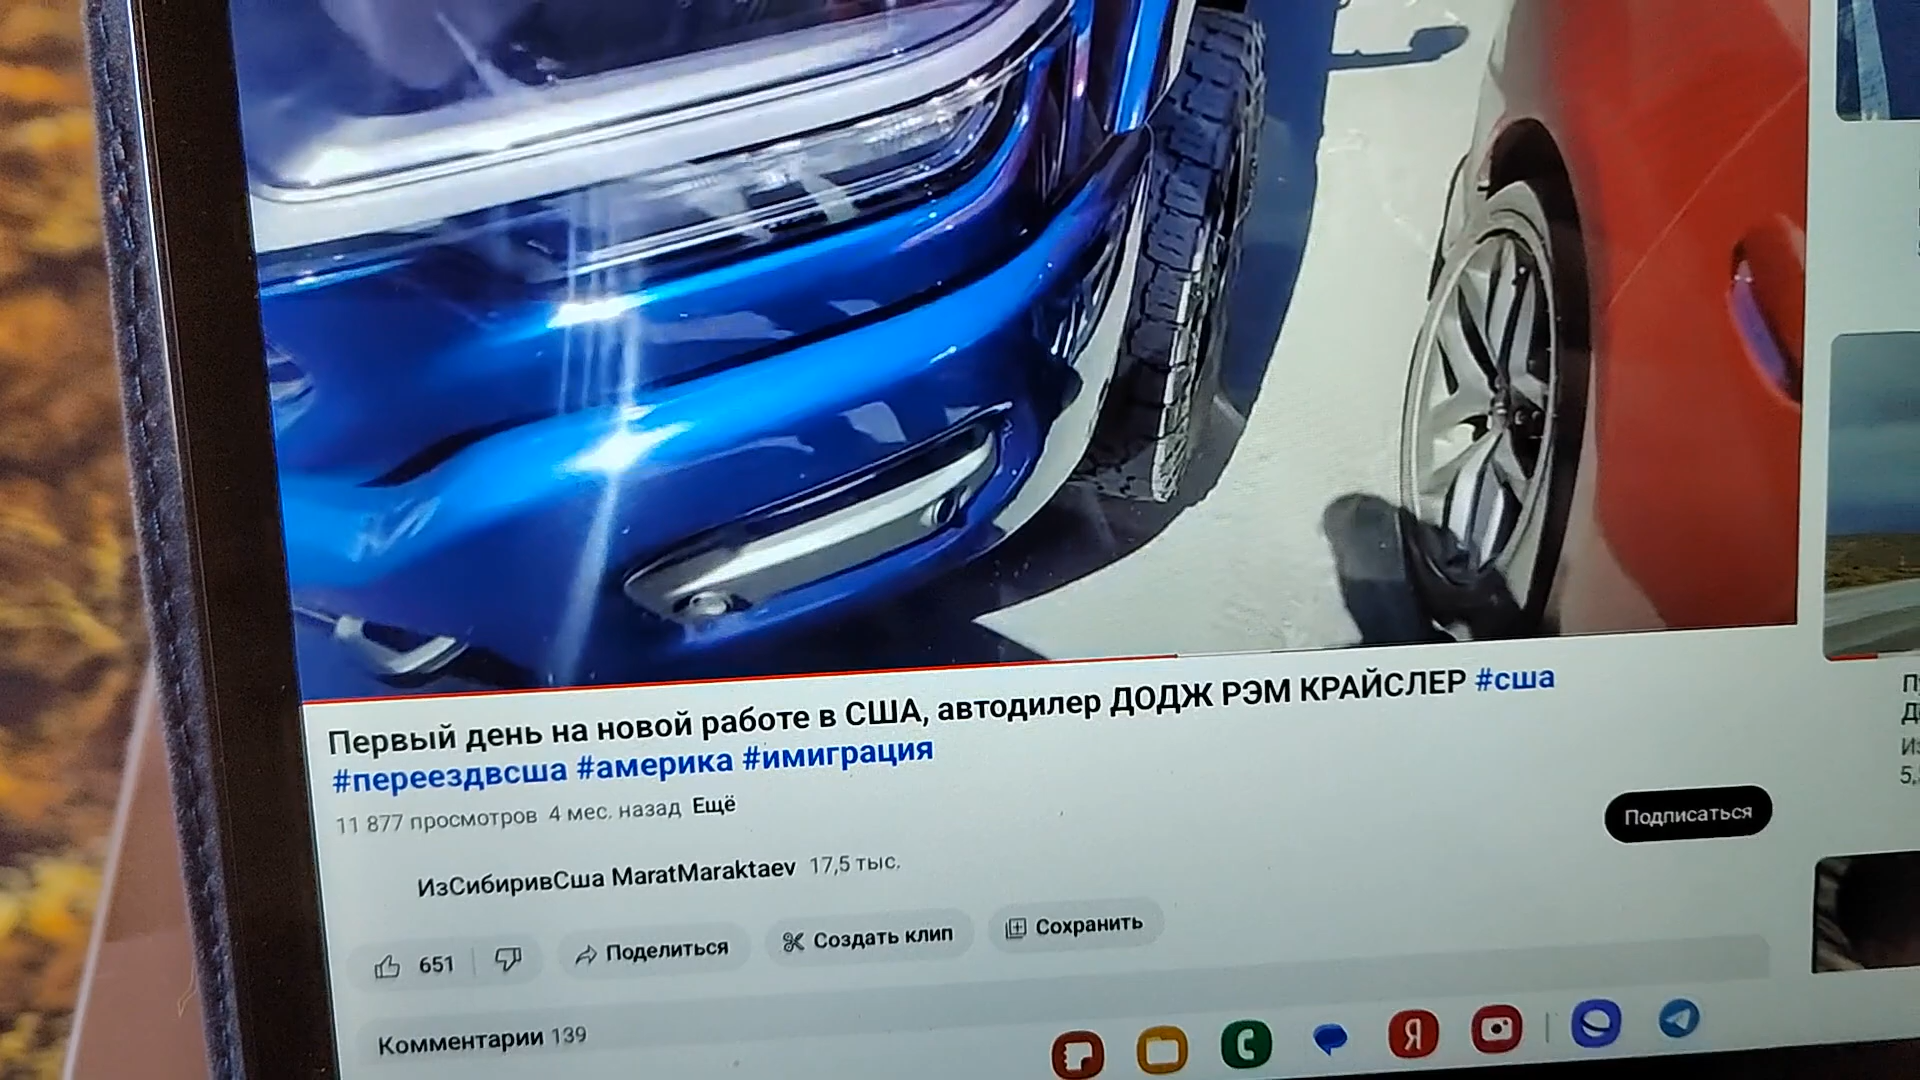 Первый день на новой работе в США, автодилер ДОДЖ РЭМ КРАЙСЛЕР #сша
#переездвсша #америка #имиграция
11 877 просмотров 4 мес. назад Ещё
Подписаться
ИзСибиривСша MaratMaraktaev 17,5 тыс.
651
Поделиться
Создать клип
Сохранить
Комментарии 139
Я